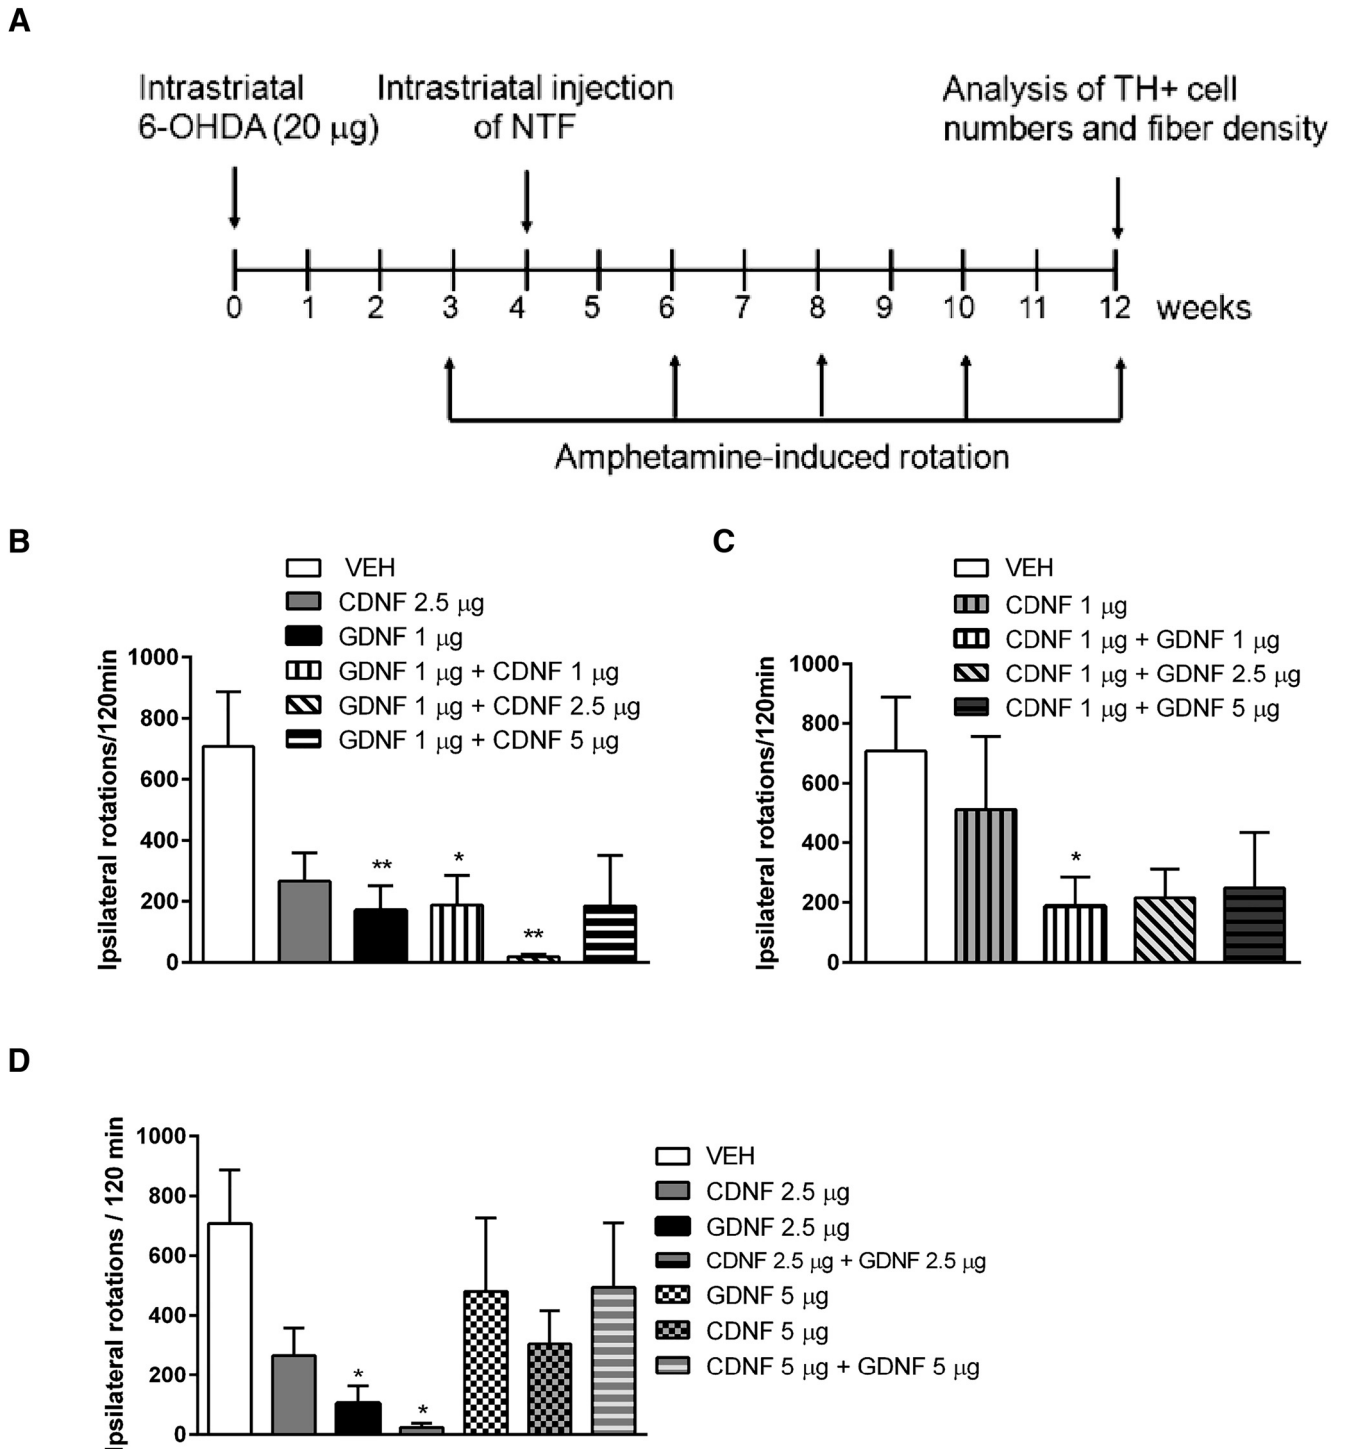 A
Intrastriatal
6-OHDA (20 μg)
Intrastriatal injection
of NTF
Analysis of TH+ cell
numbers and fiber density
0 1 2 3 4 5 6 7 8 9 10 11 12 weeks
Amphetamine-induced rotation
B
VEH
CDNF 2.5 μg
GDNF 1 μg
GDNF 1 μg + CDNF 1 μg
GDNF 1 μg + CDNF 2.5 μg
GDNF 1 μg + CDNF 5 μg
Ipsilateral rotations/120min
1000
800
600
400
200
0
**
*
**
C
VEH
CDNF 1 μg
CDNF 1 μg + GDNF 1 μg
CDNF 1 μg + GDNF 2.5 μg
CDNF 1 μg + GDNF 5 μg
Ipsilateral rotations/120min
1000
800
600
400
200
0
*
D
Ipsilateral rotations / 120 min
1000
800
600
400
200
0
*
*
VEH
CDNF 2.5 μg
GDNF 2.5 μg
CDNF 2.5 μg + GDNF 2.5 μg
GDNF 5 μg
CDNF 5 μg
CDNF 5 μg + GDNF 5 μg